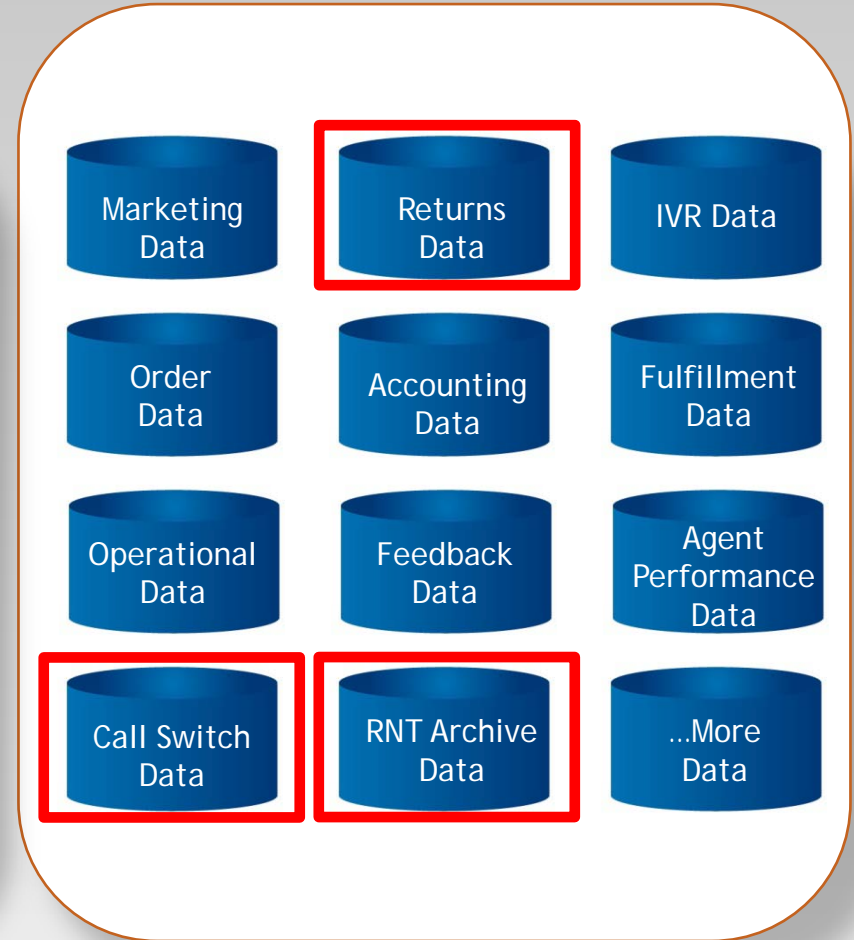 Marketing
Data
Returns
Data
IVR Data
Order
Data
Accounting
Data
Fulfillment
Data
Operational
Data
Feedback
Data
Agent
Performance
Data
Call Switch
Data
RNT Archive
Data
...More
Data